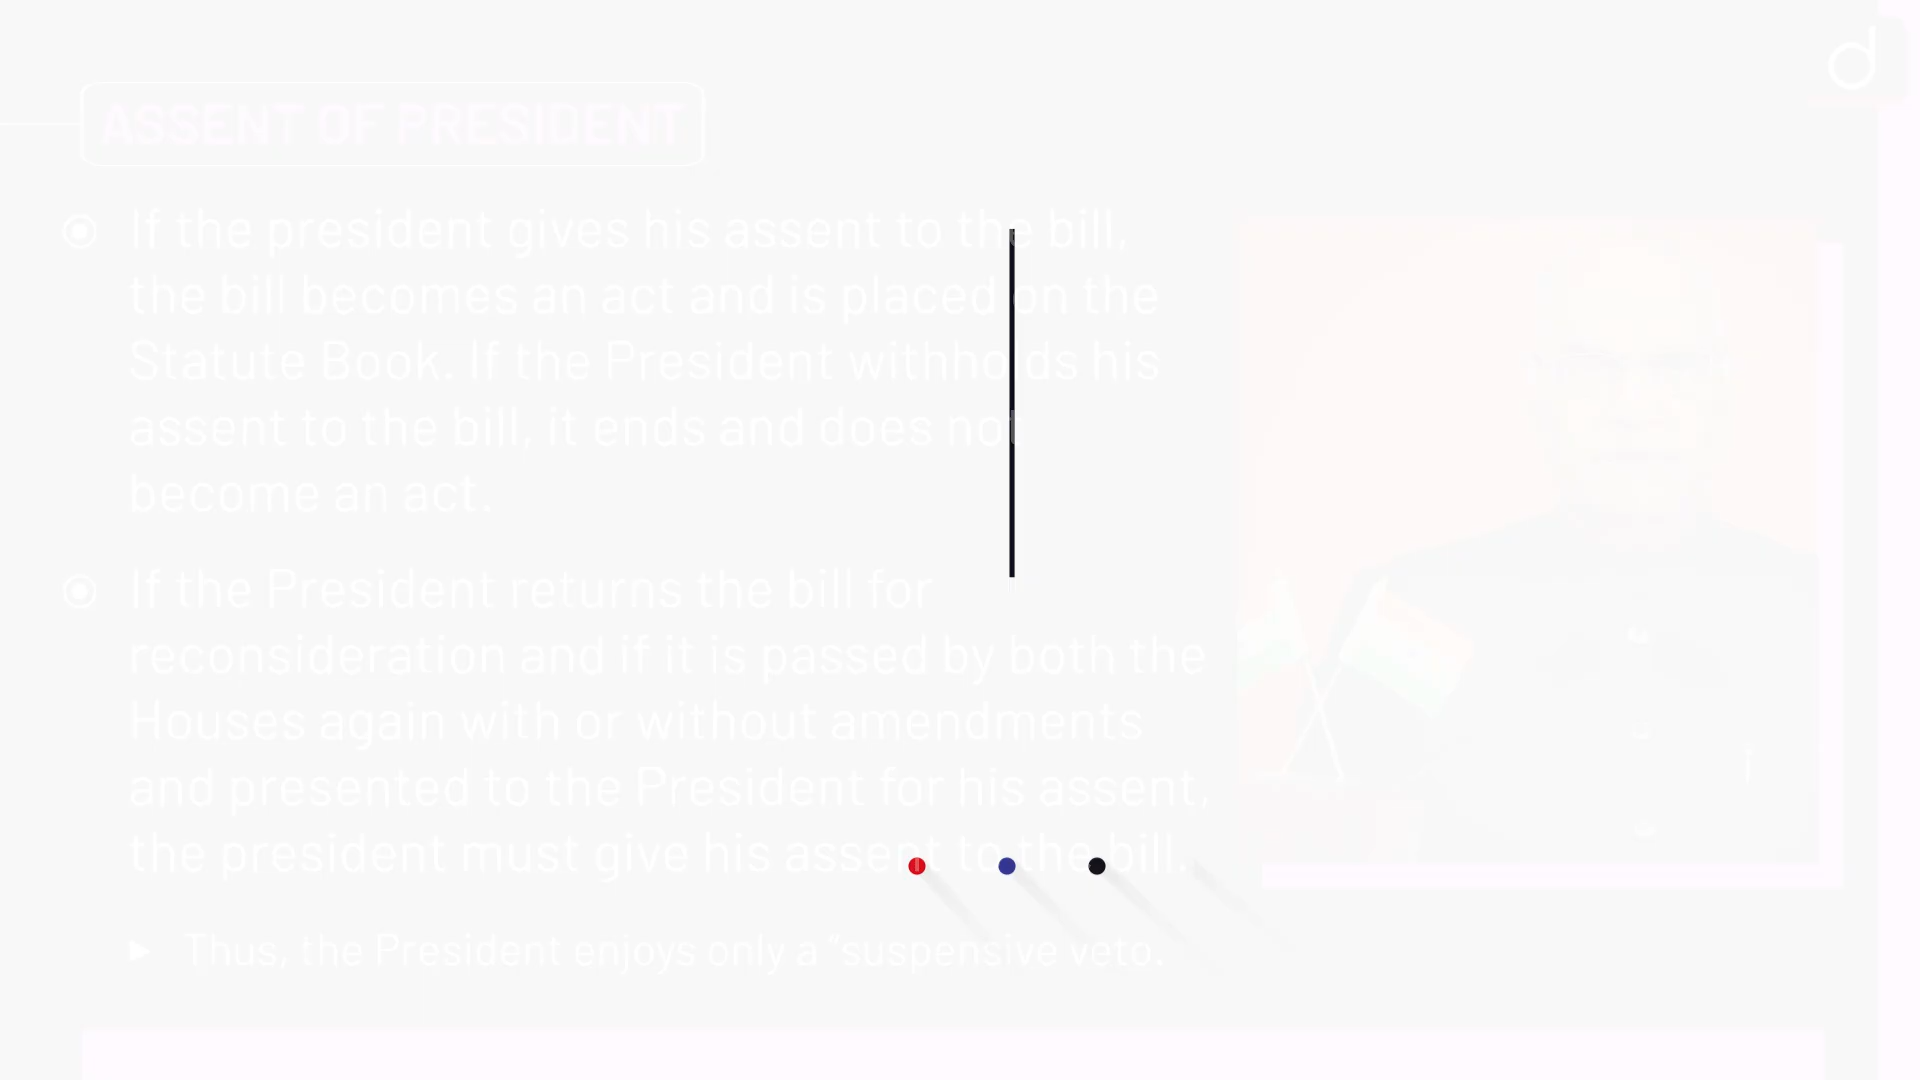 ASSENT OF PRESIDENT
If the president gives his assent to the bill,
the bill becomes an act and is placed on the
Statute Book. If the President withholds his
assent to the bill, it ends and does not
become an act.
If the President returns the bill for
reconsideration and if it is passed by both the
Houses again with or without amendments
and presented to the President for his assent,
the president must give his assent to the bill.
Thus, the President enjoys only a “suspensive veto.